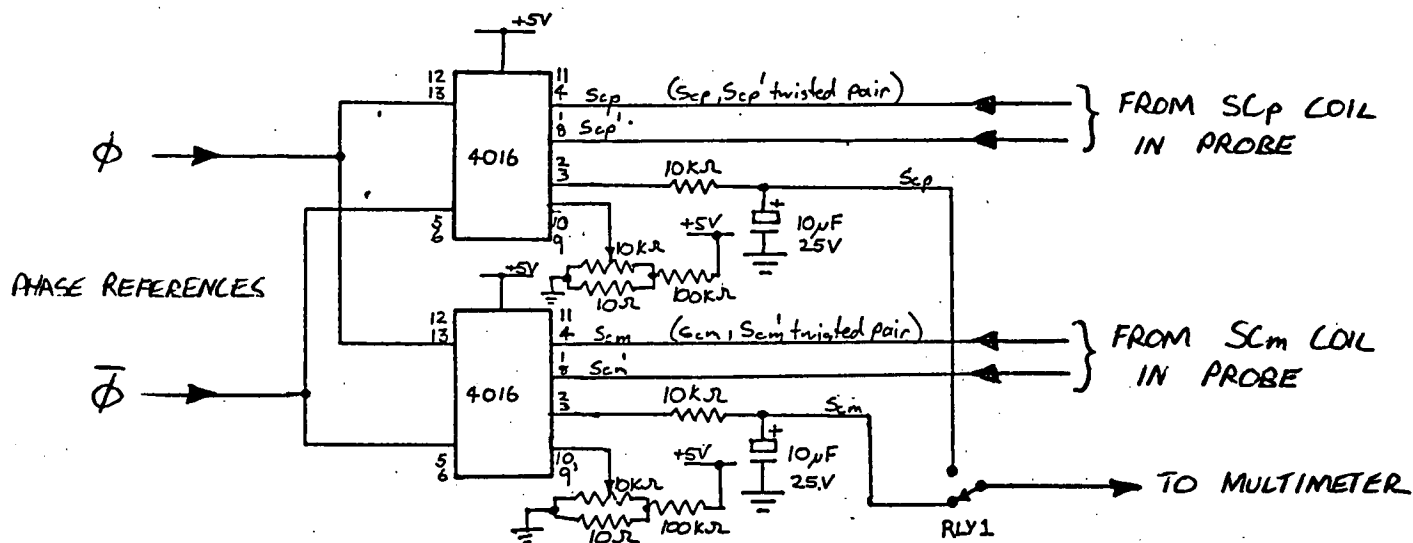 +5V
12
13
11
4
Scp
(Scp, Scp' twisted pair)
FROM SCp COIL
IN PROBE
1
8
Scp'
ϕ
4016
2
3
10KΩ
Scp
+
10μF
25V
5
6
10
9
10KΩ
+5V
10Ω
100KΩ
PHASE REFERENCES
+5V
12
13
11
4
Scm
(Scm, Scm' twisted pair)
FROM SCm COIL
IN PROBE
1
8
Scm'
ϕ̅
4016
2
3
10KΩ
Scm
+
10μF
25V
5
6
10
9
10KΩ
+5V
10Ω
100KΩ
TO MULTIMETER
RLY1